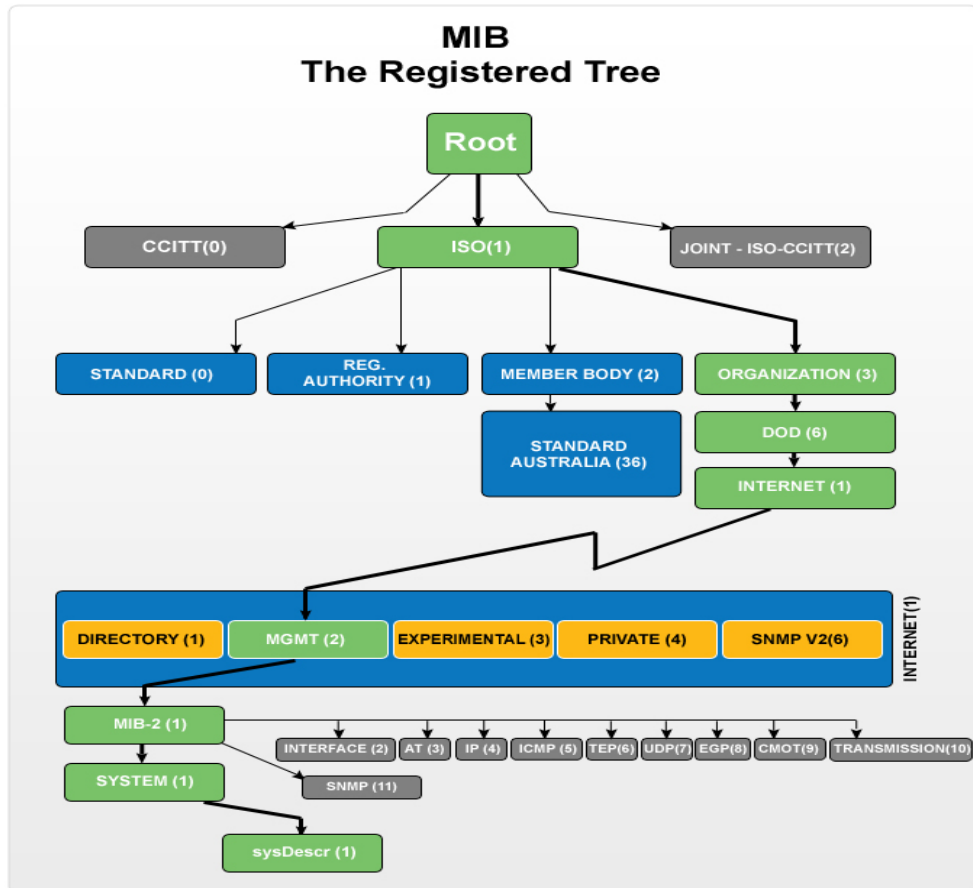 MIB
The Registered Tree
Root
CCITT(0)
ISO(1)
JOINT - ISO-CCITT(2)
STANDARD (0)
REG.
AUTHORITY (1)
MEMBER BODY (2)
ORGANIZATION (3)
STANDARD
AUSTRALIA (36)
DOD (6)
INTERNET (1)
DIRECTORY (1)
MGMT (2)
EXPERIMENTAL (3)
PRIVATE (4)
SNMP V2(6)
INTERNET(1)
MIB-2 (1)
INTERFACE (2)
AT (3)
IP (4)
ICMP (5)
TEP(6)
UDP(7)
EGP(8)
CMOT(9)
TRANSMISSION(10)
SYSTEM (1)
SNMP (11)
sysDescr (1)